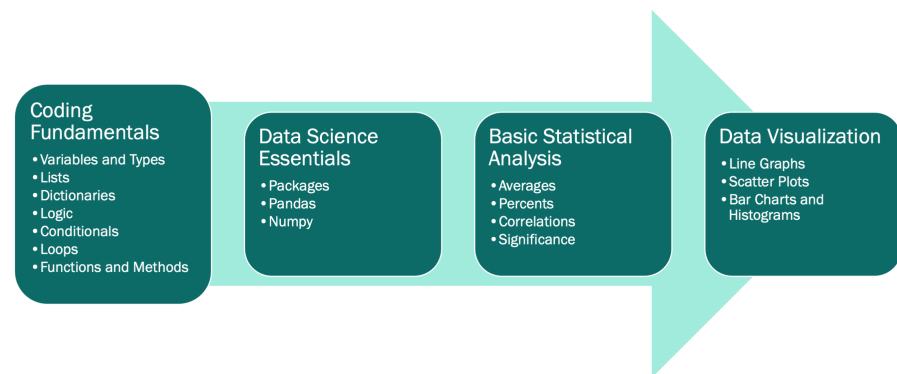 Coding
Fundamentals
•Variables and Types
•Lists
•Dictionaries
•Logic
•Conditionals
•Loops
•Functions and Methods
Data Science
Essentials
•Packages
•Pandas
•Numpy
Basic Statistical
Analysis
•Averages
•Percents
•Correlations
•Significance
Data Visualization
•Line Graphs
•Scatter Plots
•Bar Charts and
Histograms